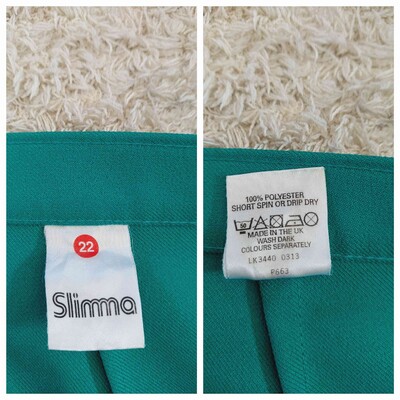 22
Slimma
100% POLYESTER
SHORT SPIN OR DRIP DRY
50
MADE IN THE UK
WASH DARK
COLOURS SEPARATELY
LK3440 0313
P663